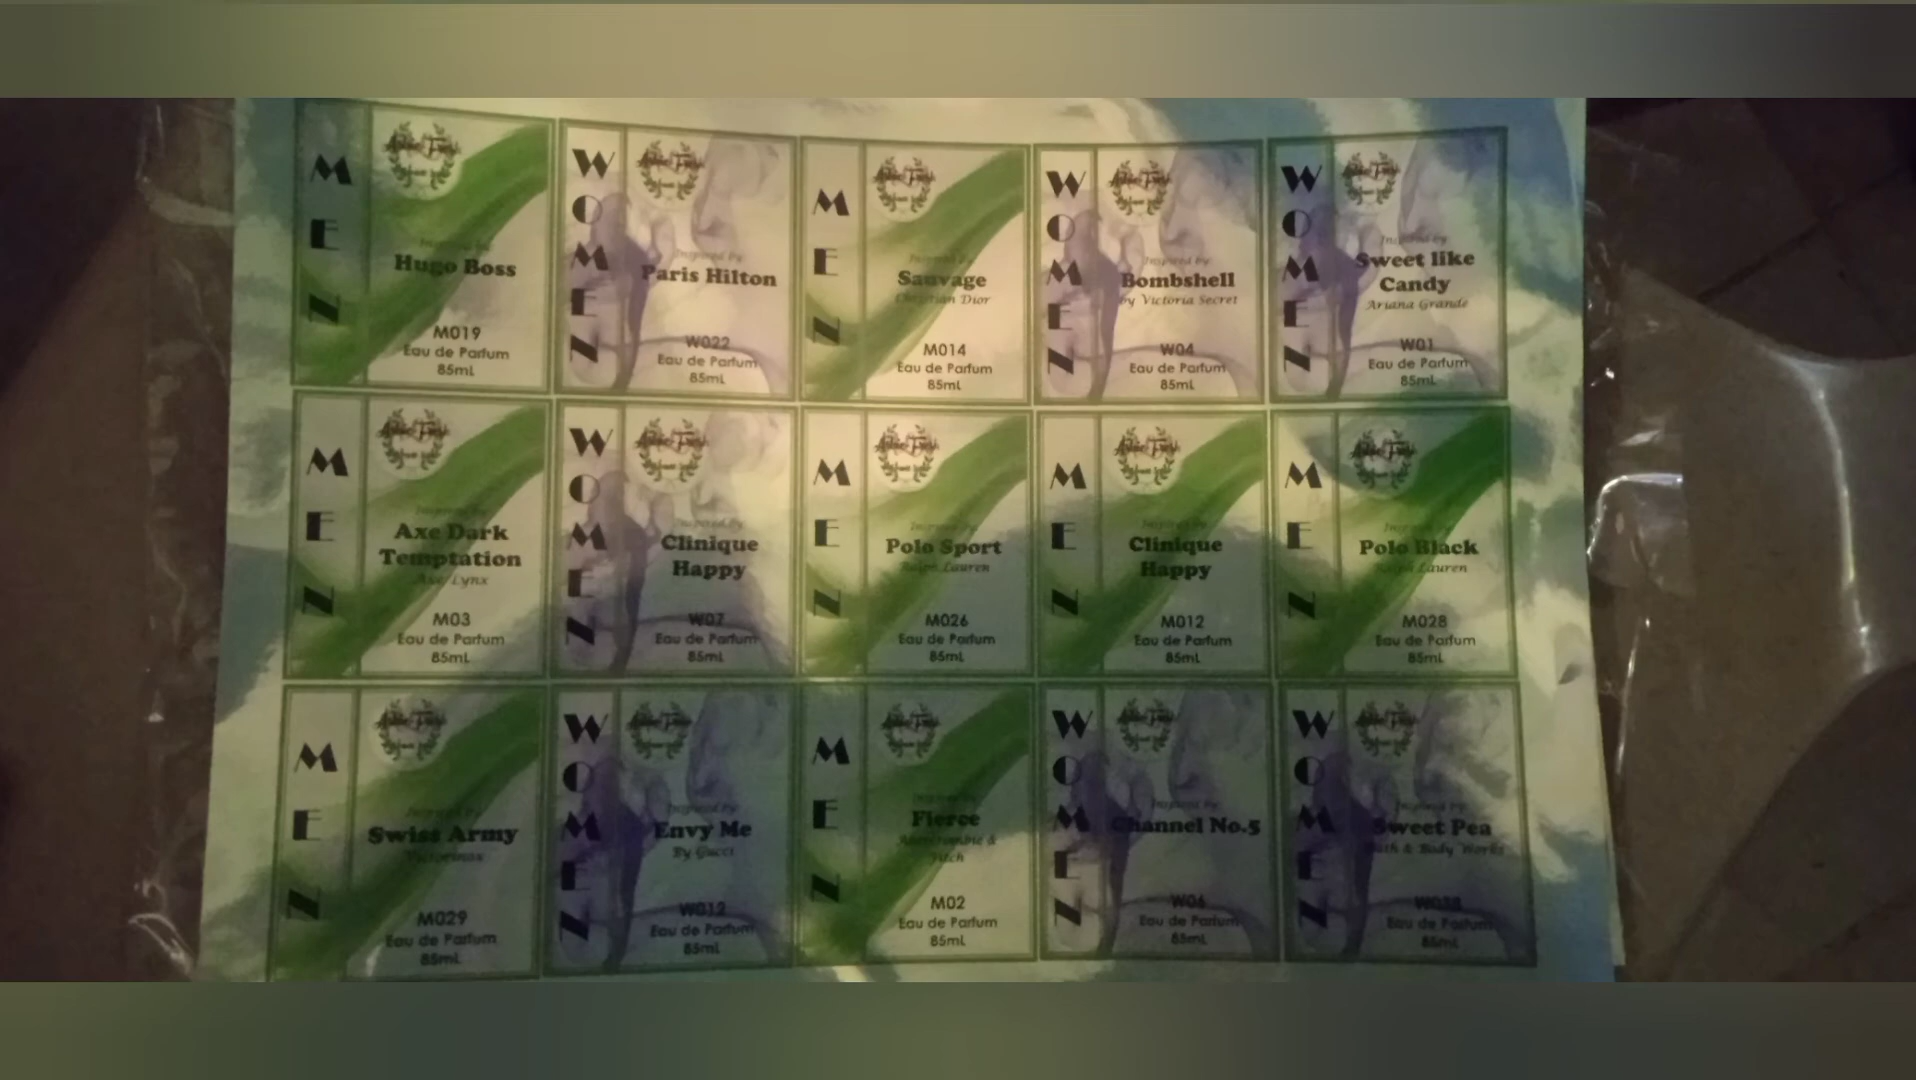 MEN
Inspired by
Hugo Boss
M019
Eau de Parfum
85mL
WOMEN
Inspired by
Paris Hilton
W022
Eau de Parfum
85mL
MEN
Inspired by
Sauvage
Christian Dior
M014
Eau de Parfum
85mL
WOMEN
Inspired by
Bombshell
by Victoria Secret
W04
Eau de Parfum
85mL
WOMEN
Inspired by
Sweet like
Candy
Ariana Grande
W01
Eau de Parfum
85mL
MEN
Inspired by
Axe Dark
Temptation
Axe Lynx
M03
Eau de Parfum
85mL
WOMEN
Inspired by
Clinique
Happy
W07
Eau de Parfum
85mL
MEN
Inspired by
Polo Sport
Ralph Lauren
M026
Eau de Parfum
85mL
MEN
Inspired by
Clinique
Happy
M012
Eau de Parfum
85mL
MEN
Inspired by
Polo Black
Ralph Lauren
M028
Eau de Parfum
85mL
MEN
Inspired by
Swiss Army
M029
Eau de Parfum
85mL
WOMEN
Inspired by
Envy Me
By Gucci
W012
Eau de Parfum
85mL
MEN
Inspired by
Fierce
Abercrombie &
Fitch
M02
Eau de Parfum
85mL
WOMEN
Inspired by
Channel No.5
W06
Eau de Parfum
85mL
WOMEN
Inspired by
Sweet Pea
Bath & Body Works
Eau de Parfum
85mL